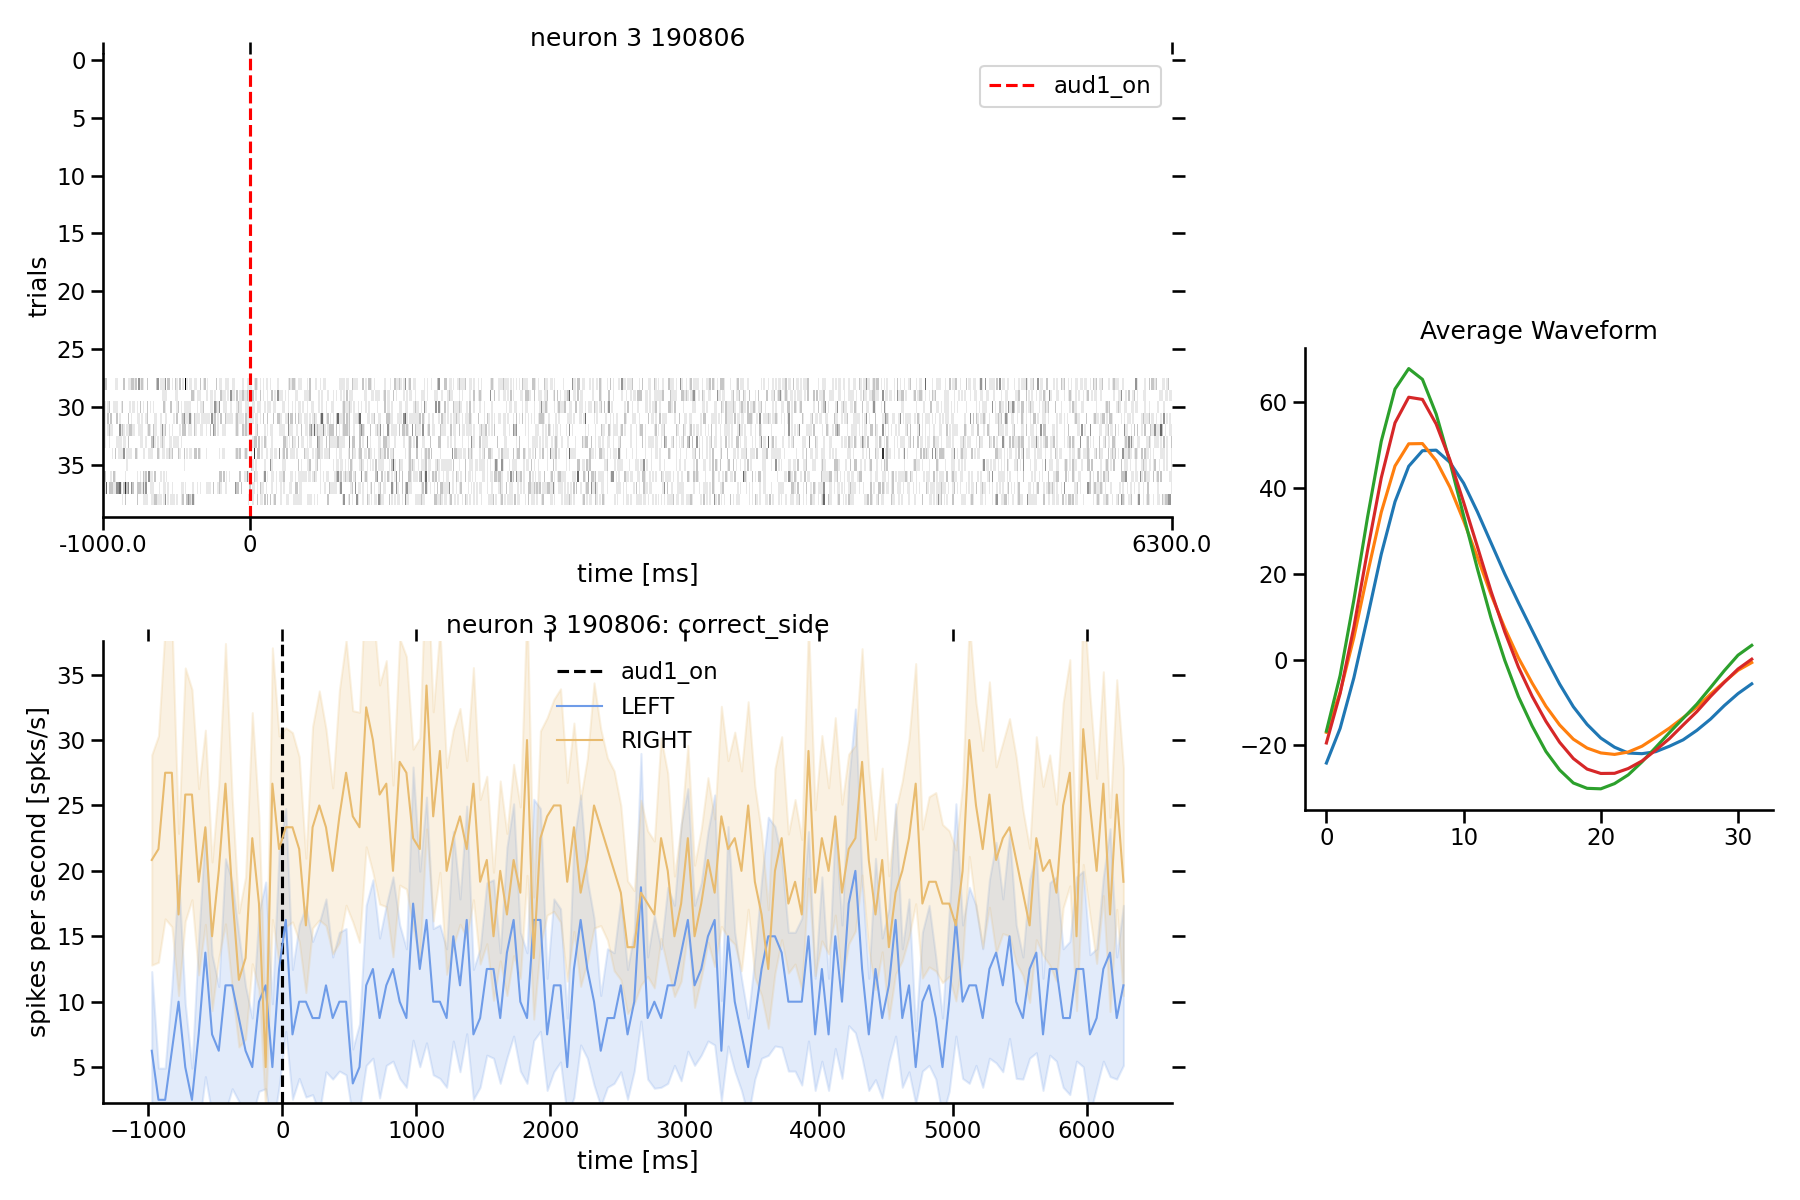 neuron 3 190806
aud1_on
trials
0
5
10
15
20
25
30
35
-1000.0 0 6300.0
time [ms]
neuron 3 190806: correct_side
aud1_on
LEFT
RIGHT
spikes per second [spks/s]
35
30
25
20
15
10
5
−1000 0 1000 2000 3000 4000 5000 6000
time [ms]
Average Waveform
60
40
20
0
−20
0 10 20 30